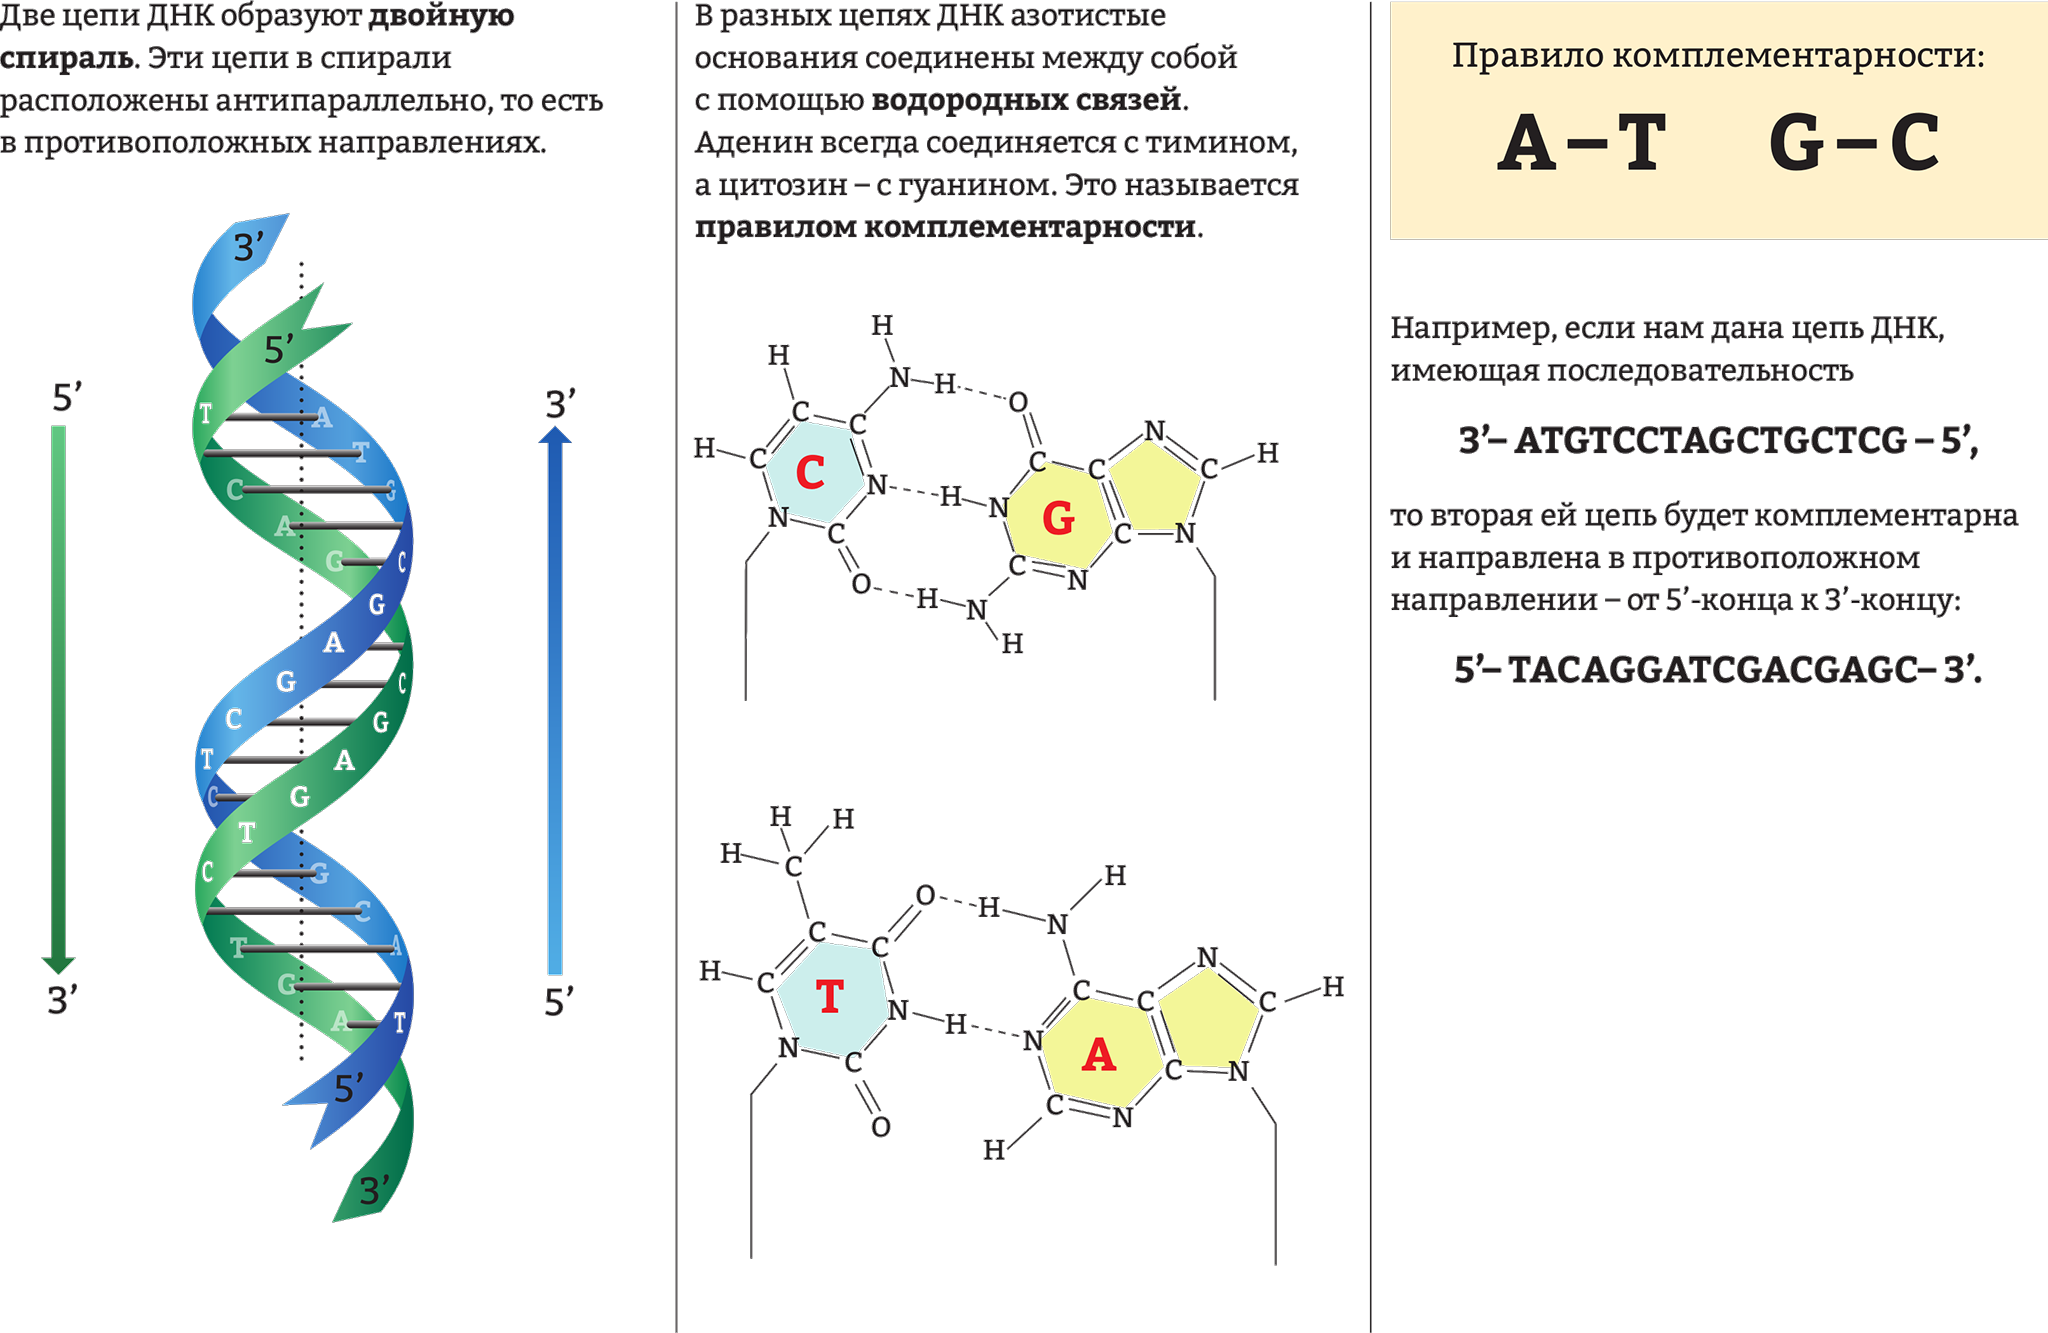 Две цепи ДНК образуют двойную
спираль. Эти цепи в спирали
расположены антипараллельно, то есть
в противоположных направлениях.
3’
5’
5’
3’
T
A
T
C
G
A
G
C
G
A
G
C
C
G
T
A
C
G
T
C
G
C
T
A
G
A
T
3’
5’
5’
3’
В разных цепях ДНК азотистые
основания соединены между собой
с помощью водородных связей.
Аденин всегда соединяется с тимином,
а цитозин – с гуанином. Это называется
правилом комплементарности.
H
H
N
H
O
C
C
N
H
C
C
C
C
H
C
N
H
N
G
N
C
C
N
O
C
N
H
N
H
H
H
H
C
O
H
N
H
C
C
N
H
C
T
N
H
N
C
C
C
H
N
C
A
C
N
O
C
N
H
Правило комплементарности:
A – T G – C
Например, если нам дана цепь ДНК,
имеющая последовательность
3’– ATGTCCTAGCTGCTCG – 5’,
то вторая ей цепь будет комплементарна
и направлена в противоположном
направлении – от 5’-конца к 3’-концу:
5’– TACAGGATCGACGAGC– 3’.